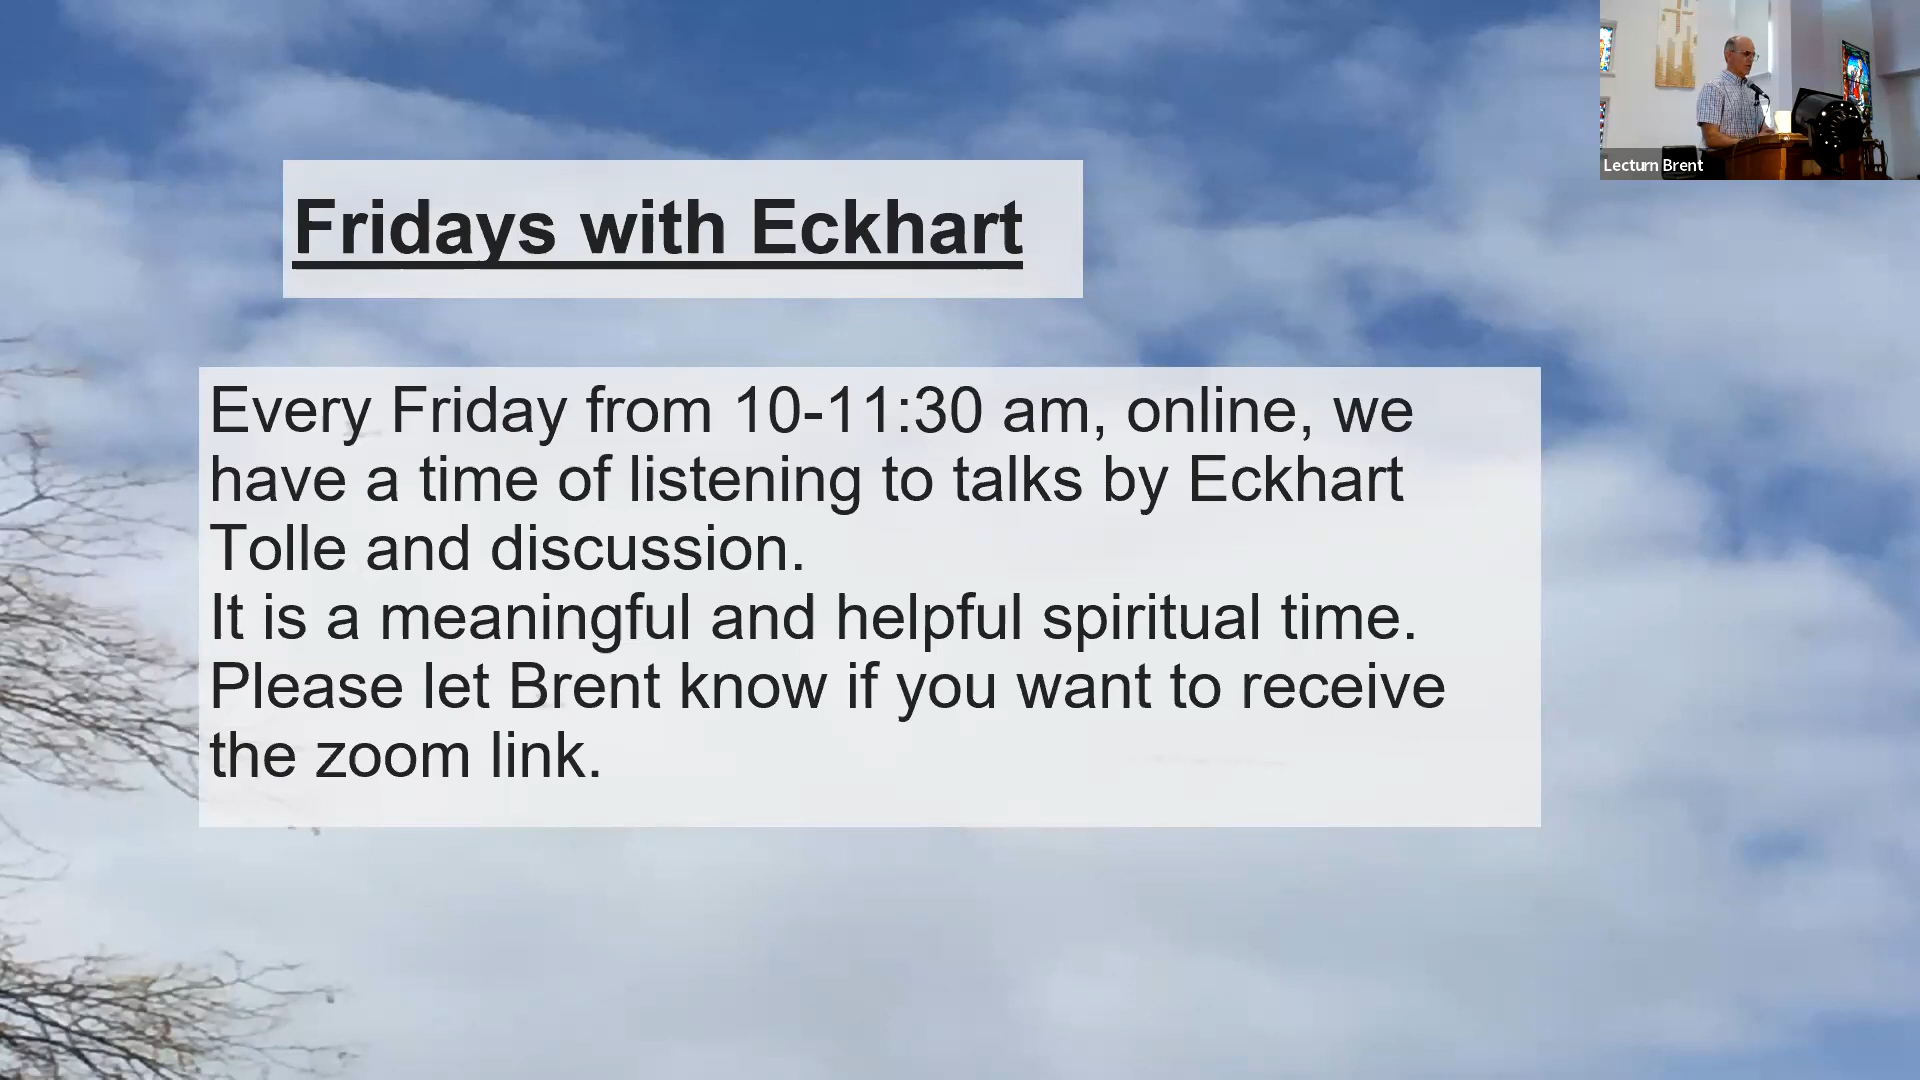 Fridays with Eckhart
Every Friday from 10-11:30 am, online, we
have a time of listening to talks by Eckhart
Tolle and discussion.
It is a meaningful and helpful spiritual time.
Please let Brent know if you want to receive
the zoom link.
Lecturn Brent